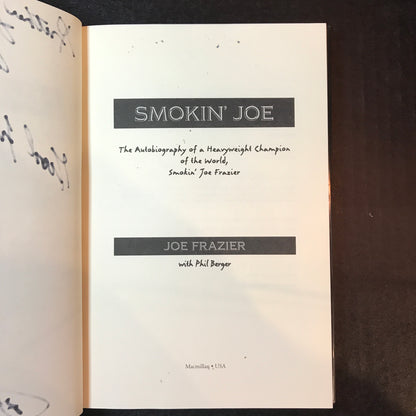 SMOKIN' JOE
The Autobiography of a Heavyweight Champion
of the World,
Smokin' Joe Frazier
JOE FRAZIER
with Phil Berger
Macmillan • USA